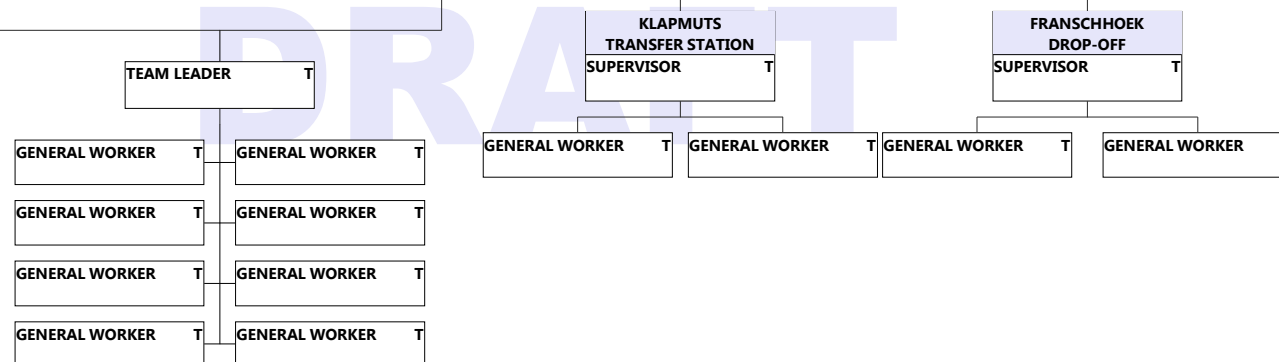 DRAFT
KLAPMUTS
TRANSFER STATION
SUPERVISOR T
FRANSCHHOEK
DROP-OFF
SUPERVISOR T
TEAM LEADER T
GENERAL WORKER T
GENERAL WORKER T
GENERAL WORKER T
GENERAL WORKER T
GENERAL WORKER T
GENERAL WORKER T
GENERAL WORKER T
GENERAL WORKER T
GENERAL WORKER T
GENERAL WORKER T
GENERAL WORKER T
GENERAL WORKER